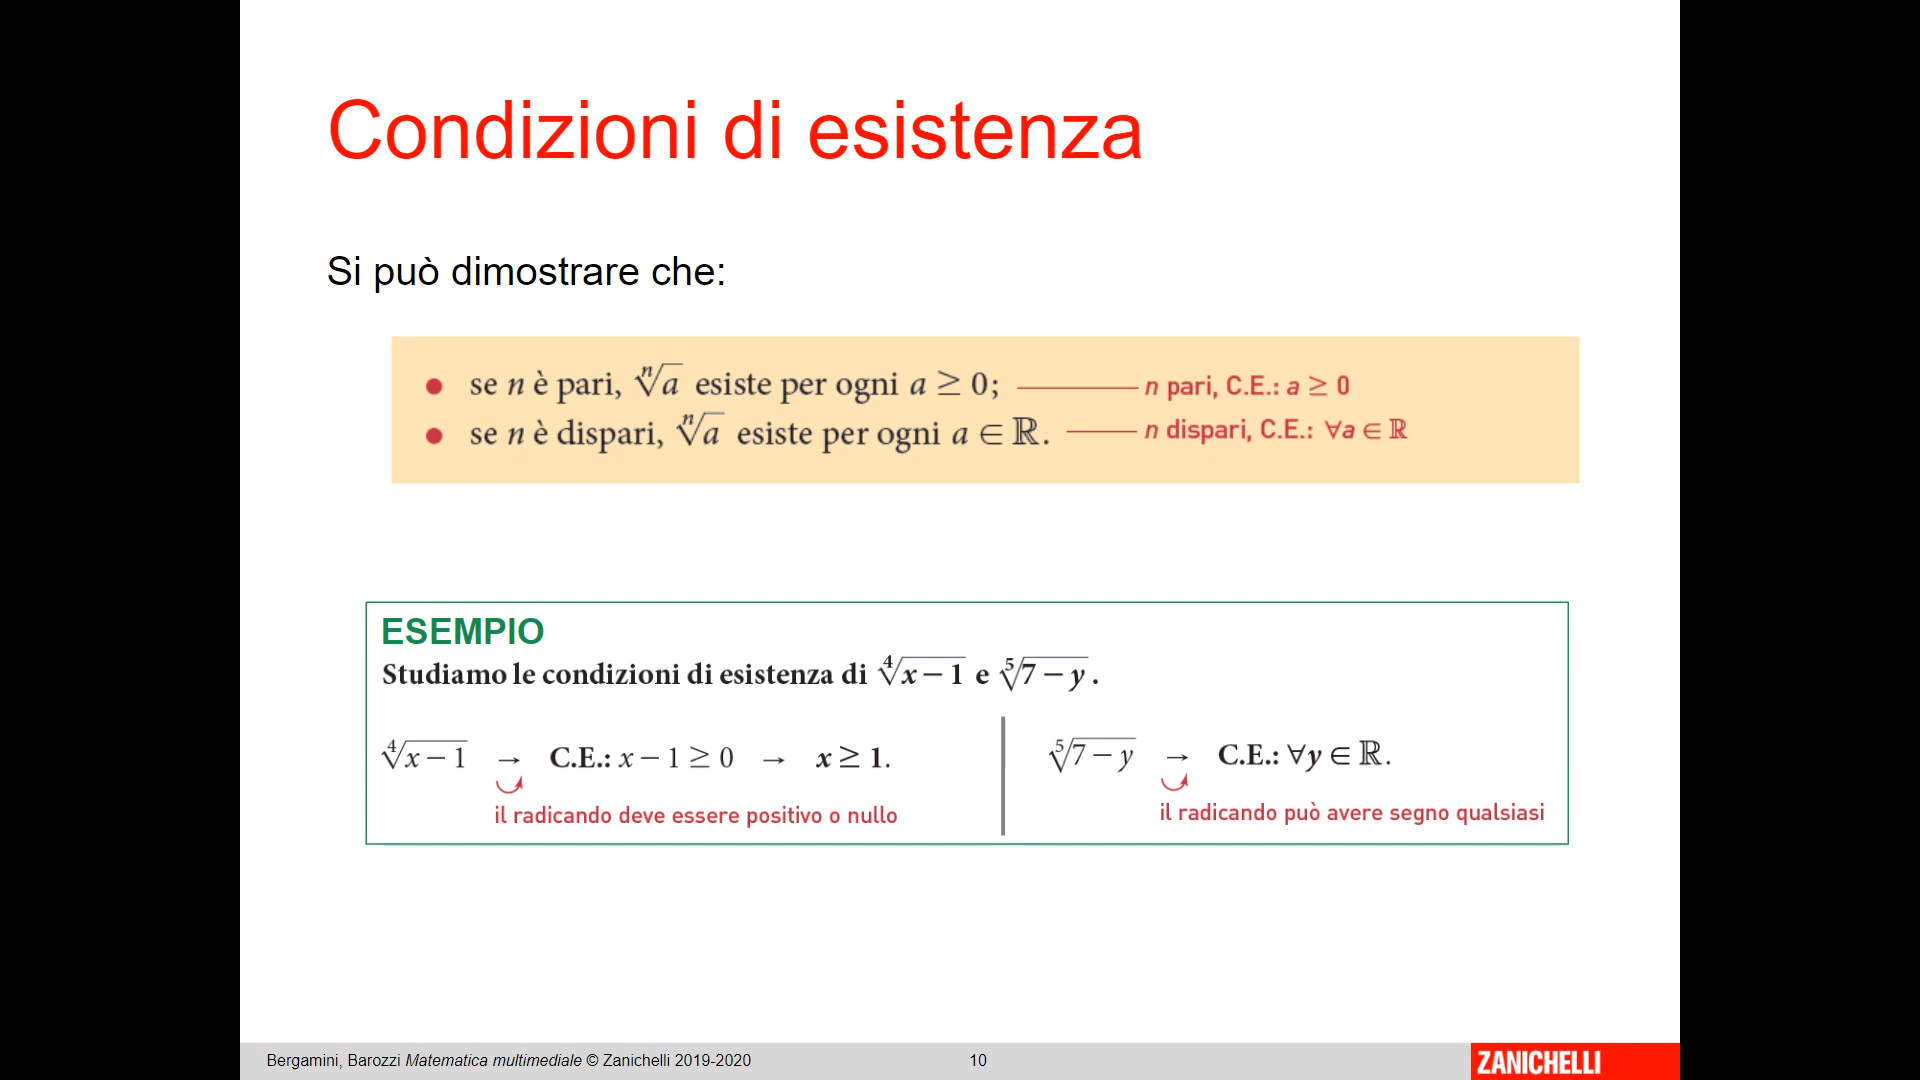 Condizioni di esistenza
Si può dimostrare che:
• se n è pari, ⁿ√a esiste per ogni a ≥ 0; n pari, C.E.: a ≥ 0
• se n è dispari, ⁿ√a esiste per ogni a ∈ ℝ. n dispari, C.E.: ∀a ∈ ℝ
ESEMPIO
Studiamo le condizioni di esistenza di ⁴√(x − 1) e ⁵√(7 − y).
⁴√(x − 1) → C.E.: x − 1 ≥ 0 → x ≥ 1.
il radicando deve essere positivo o nullo
⁵√(7 − y) → C.E.: ∀y ∈ ℝ.
il radicando può avere segno qualsiasi
Bergamini, Barozzi Matematica multimediale © Zanichelli 2019-2020
10
ZANICHELLI